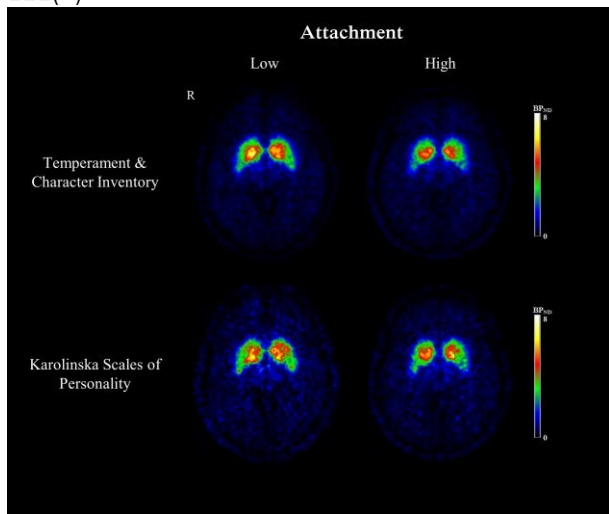 Attachment
Low High
R
BPND
8
Temperament &
Character Inventory
0
BPND
8
Karolinska Scales of
Personality
0